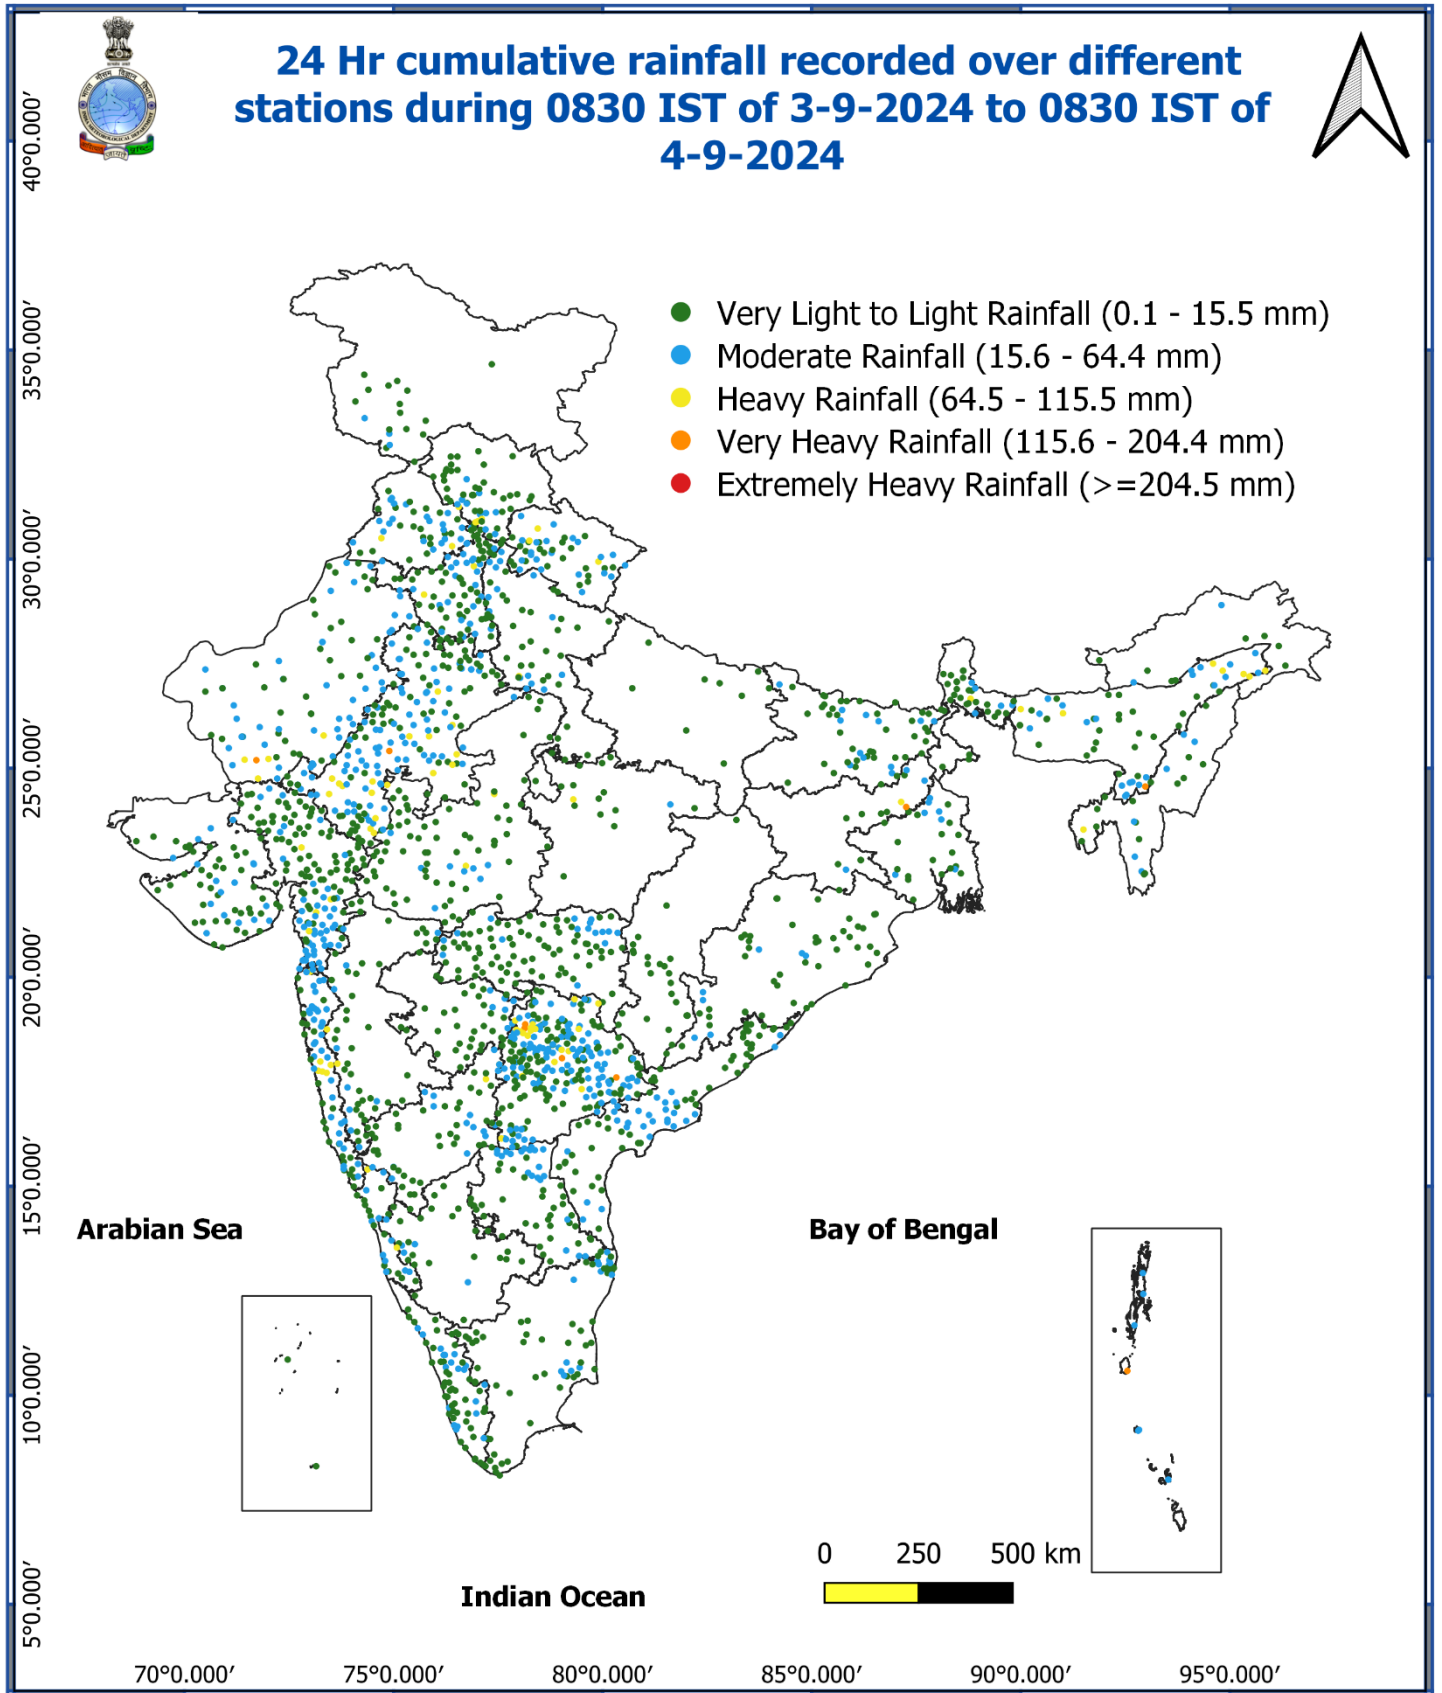 24 Hr cumulative rainfall recorded over different
stations during 0830 IST of 3-9-2024 to 0830 IST of
4-9-2024
Very Light to Light Rainfall (0.1 - 15.5 mm)
Moderate Rainfall (15.6 - 64.4 mm)
Heavy Rainfall (64.5 - 115.5 mm)
Very Heavy Rainfall (115.6 - 204.4 mm)
Extremely Heavy Rainfall (>=204.5 mm)
40°0.000′
35°0.000′
30°0.000′
25°0.000′
20°0.000′
15°0.000′
10°0.000′
5°0.000′
Arabian Sea
Bay of Bengal
Indian Ocean
0 250 500 km
70°0.000′ 75°0.000′ 80°0.000′ 85°0.000′ 90°0.000′ 95°0.000′